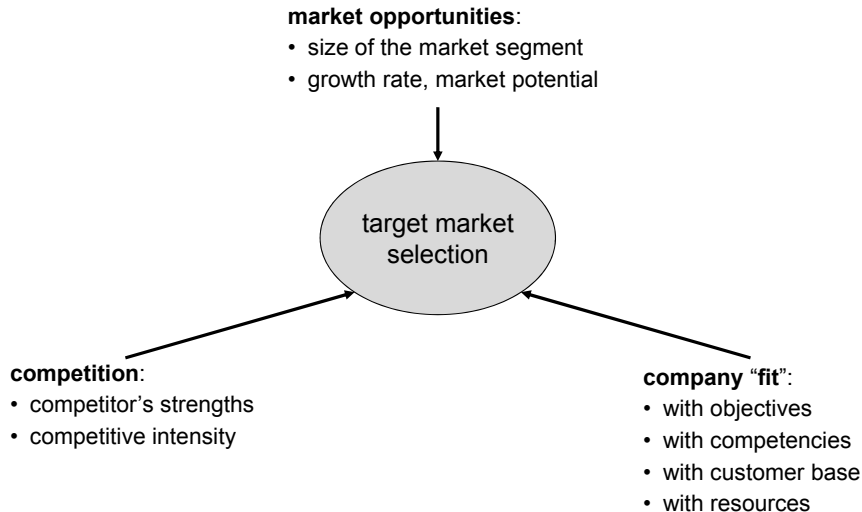 market opportunities:
• size of the market segment
• growth rate, market potential
target market
selection
competition:
• competitor’s strengths
• competitive intensity
company “fit”:
• with objectives
• with competencies
• with customer base
• with resources